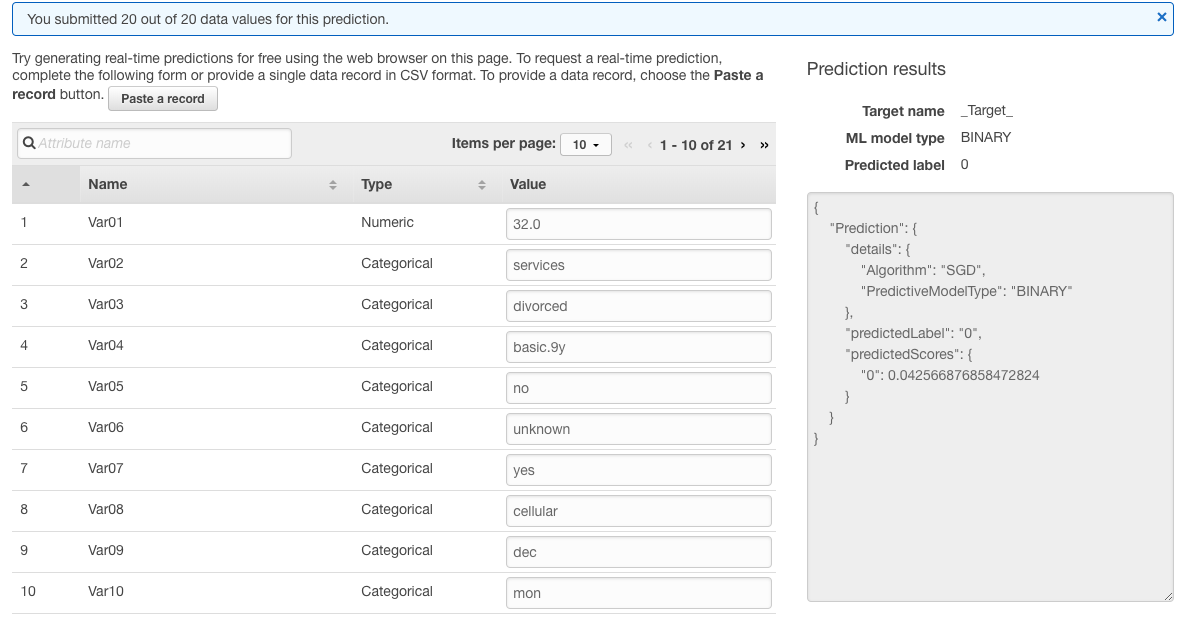 You submitted 20 out of 20 data values for this prediction.
×
Try generating real-time predictions for free using the web browser on this page. To request a real-time prediction,
complete the following form or provide a single data record in CSV format. To provide a data record, choose the Paste a
record button. Paste a record
Attribute name
Items per page: 10 « ‹ 1 - 10 of 21 › »
Name Type Value
1 Var01 Numeric 32.0
2 Var02 Categorical services
3 Var03 Categorical divorced
4 Var04 Categorical basic.9y
5 Var05 Categorical no
6 Var06 Categorical unknown
7 Var07 Categorical yes
8 Var08 Categorical cellular
9 Var09 Categorical dec
10 Var10 Categorical mon
Prediction results
Target name _Target_
ML model type BINARY
Predicted label 0
{
"Prediction": {
"details": {
"Algorithm": "SGD",
"PredictiveModelType": "BINARY"
},
"predictedLabel": "0",
"predictedScores": {
"0": 0.042566876858472824
}
}
}